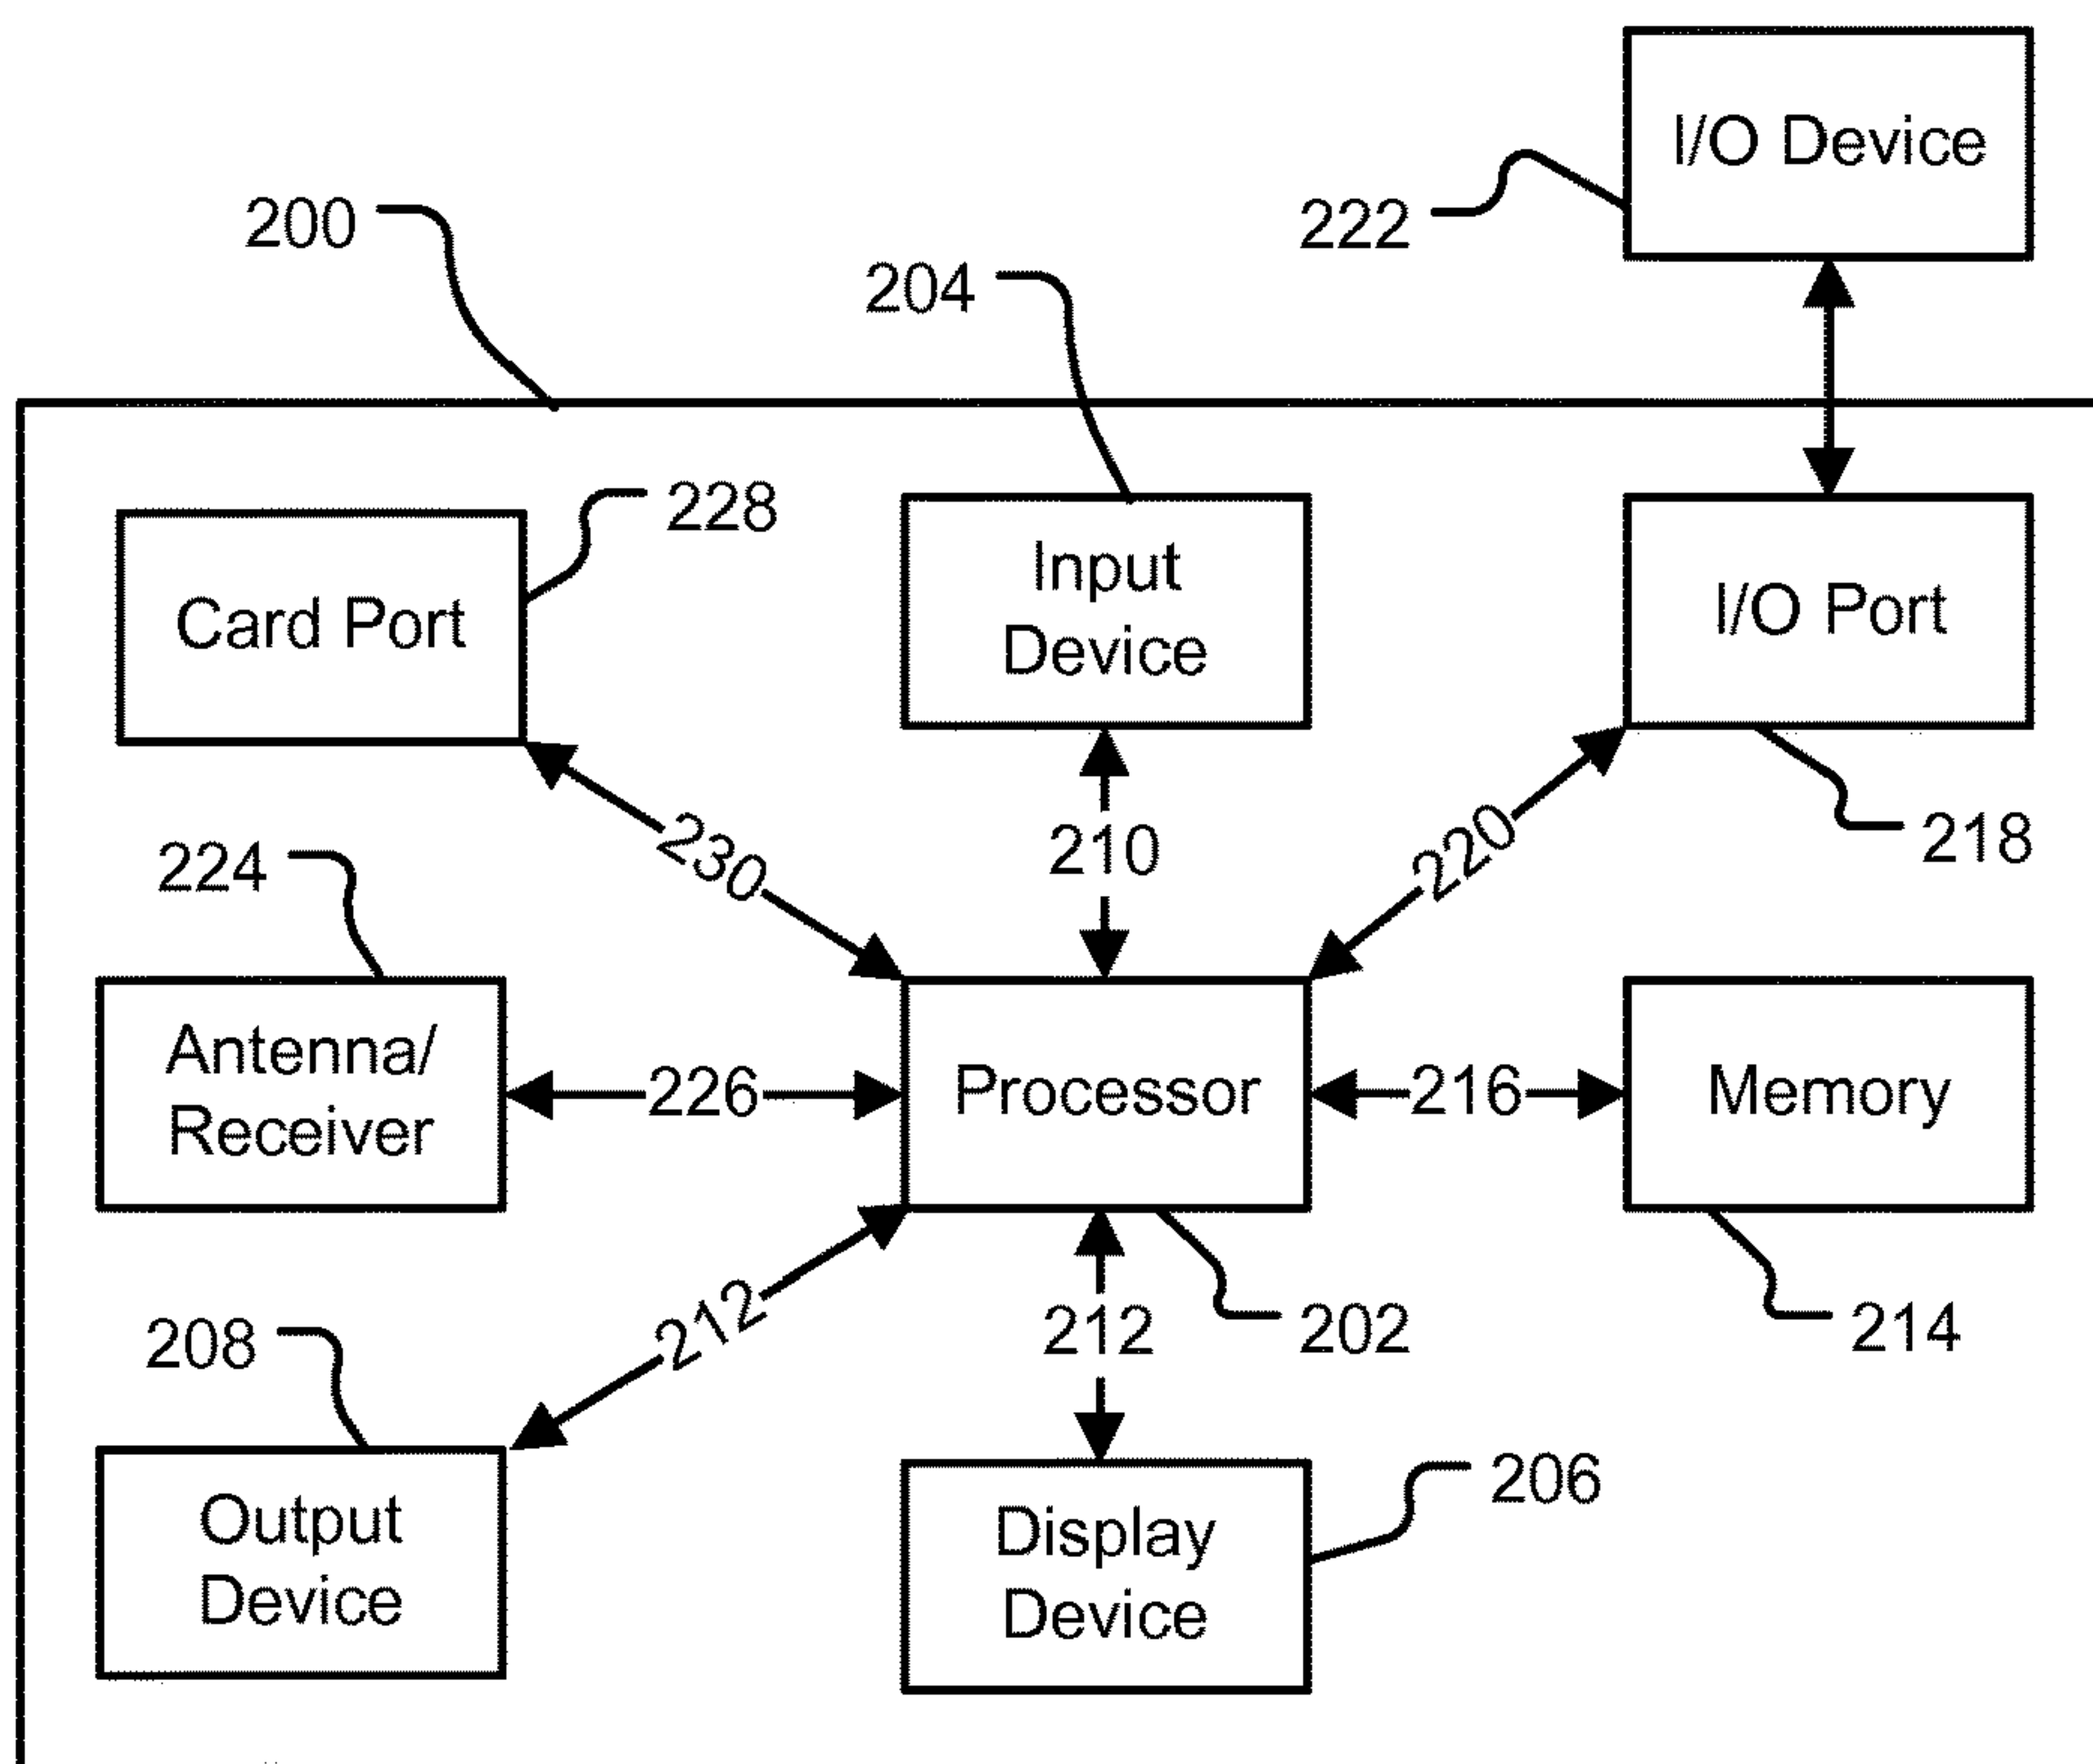 I/O Device
222
200
204
228
Card Port
Input
Device
I/O Port
218
230
210
220
224
Antenna/
Receiver
226
Processor
216
Memory
212
212
202
214
208
Output
Device
206
Display
Device